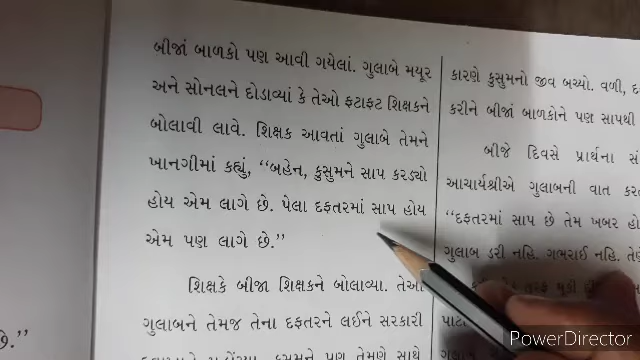 બીજાં બાળકો પણ આવી ગયેલાં. ગુલાબે મયૂર
અને સોનલને દોડાવ્યાં કે તેઓ ફટાફટ શિક્ષકને
બોલાવી લાવે. શિક્ષક આવતાં ગુલાબે તેમને
ખાનગીમાં કહ્યું, “બહેન, કુસુમને સાપ કરડ્યો
હોય એમ લાગે છે. પેલા દફતરમાં સાપ હોય
એમ પણ લાગે છે.”
શિક્ષકે બીજા શિક્ષકને બોલાવ્યા.
ગુલાબને તેમજ તેના દફતરને લઈને સરકારી
કારણે કુસુમનો જીવ બચ્યો. વળી,
કરીને બીજાં બાળકોને પણ સાપથી
બીજે દિવસે પ્રાર્થના
આચાર્યશ્રીએ ગુલાબની વાત
“દફતરમાં સાપ છે તેમ ખબર
ગુલાબ ડરી નહિ. ગભરાઈ નહિ.
છે.”
PowerDirector